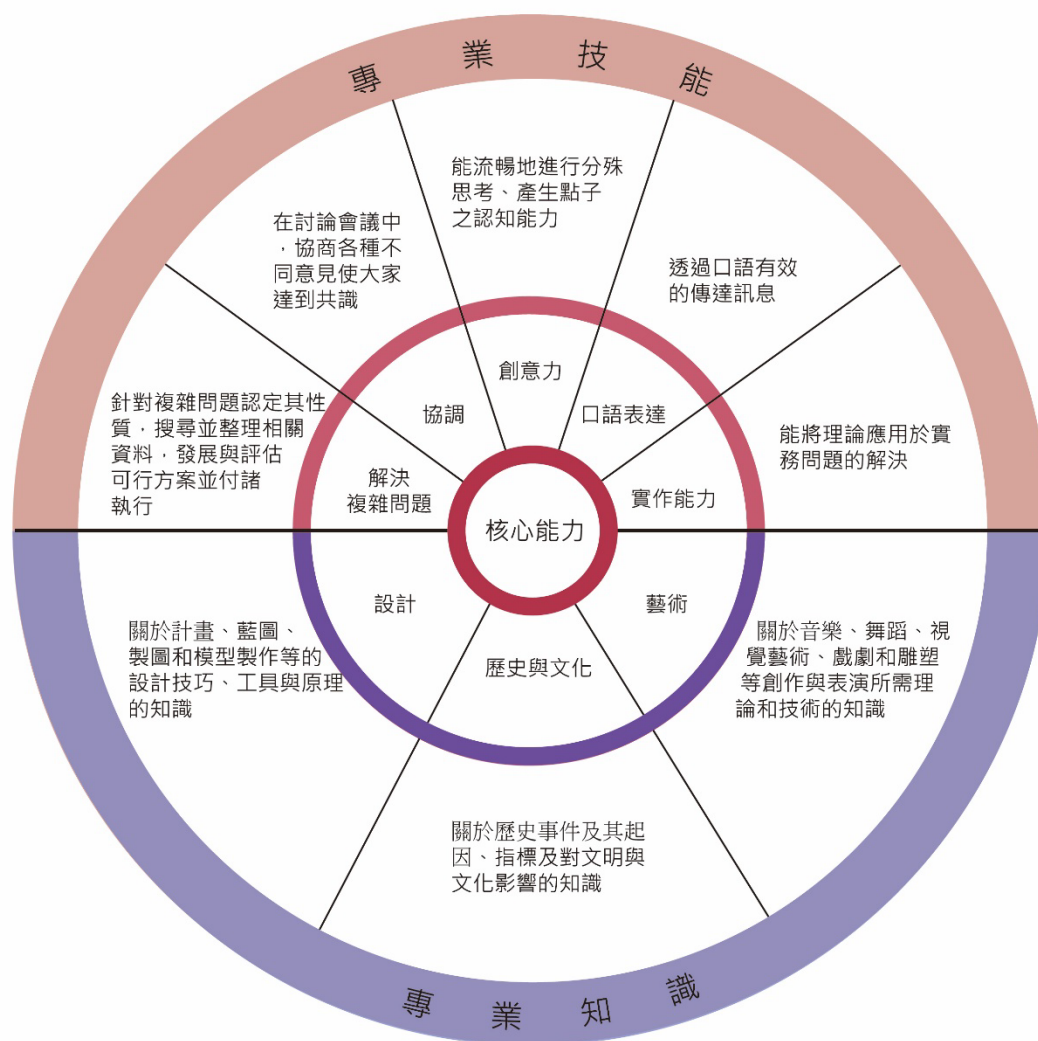 專業技能
能流暢地進行分殊
思考、產生點子
之認知能力
在討論會議中
，協商各種不
同意見使大家
達到共識
透過口語有效
的傳達訊息
針對複雜問題認定其性
質，搜尋並整理相關
資料，發展與評估
可行方案並付諸
執行
能將理論應用於實
務問題的解決
創意力
協調
口語表達
解決
複雜問題
實作能力
核心能力
設計
藝術
歷史與文化
關於計畫、藍圖、
製圖和模型製作等的
設計技巧、工具與原理
的知識
關於音樂、舞蹈、視
覺藝術、戲劇和雕塑
等創作與表演所需理
論和技術的知識
關於歷史事件及其起
因、指標及對文明與
文化影響的知識
專業知識